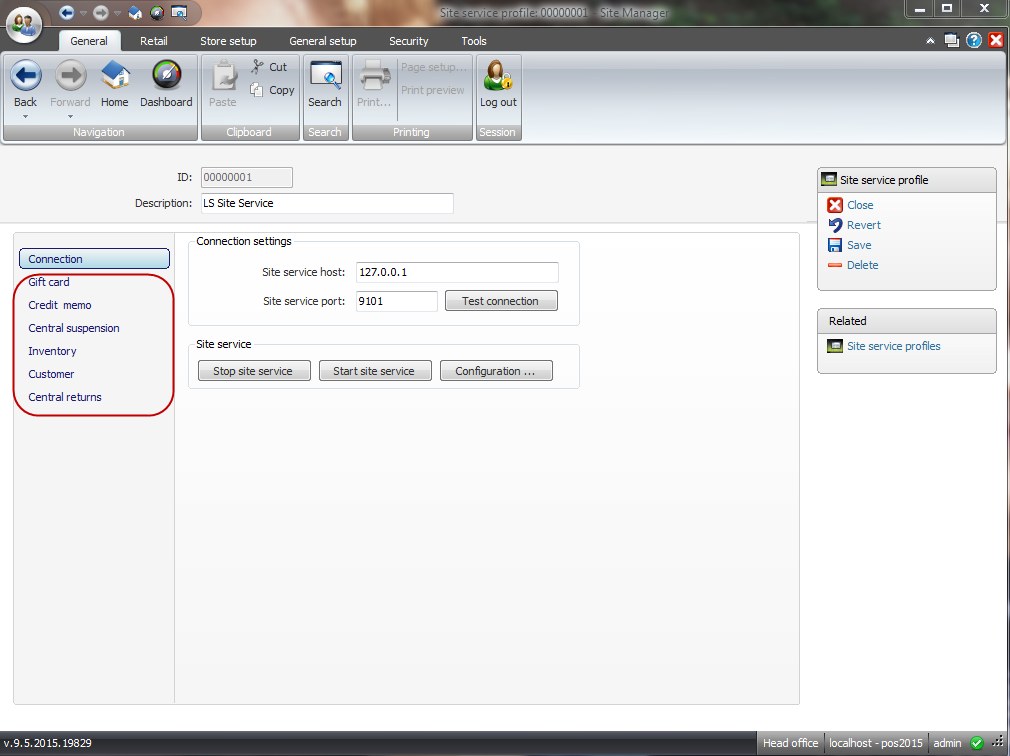 Site service profile: 00000001 - Site Manager
General Retail Store setup General setup Security Tools
Back Forward Home Dashboard
Navigation
Paste Cut Copy
Clipboard
Search
Search
Print... Page setup... Print preview
Printing
Log out
Session
ID: 00000001
Description: LS Site Service
Connection
Gift card
Credit memo
Central suspension
Inventory
Customer
Central returns
Connection settings
Site service host: 127.0.0.1
Site service port: 9101 Test connection
Site service
Stop site service Start site service Configuration ...
Site service profile
Close
Revert
Save
Delete
Related
Site service profiles
v.9.5.2015.19829 Head office localhost - pos2015 admin